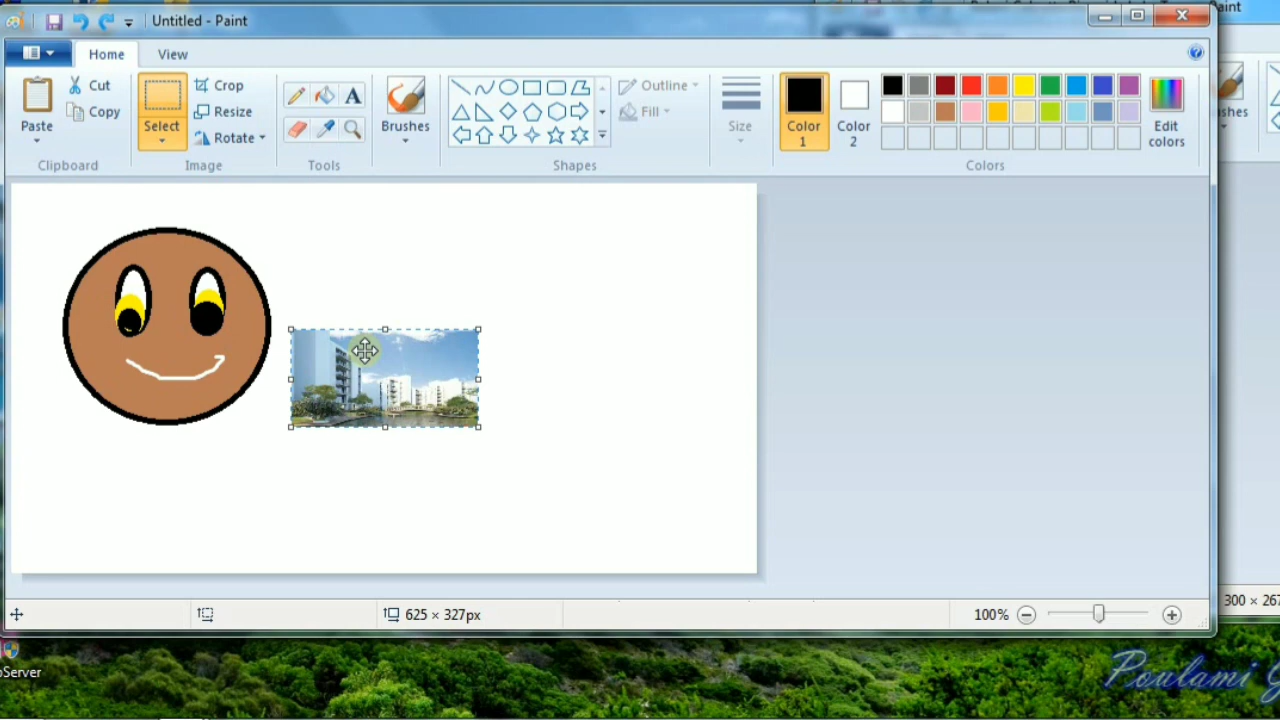 Untitled - Paint
Paint
Home
View
Paste
Cut
Copy
Clipboard
Select
Crop
Resize
Rotate
Image
A
Tools
Brushes
Shapes
Outline
Fill
Size
Color 1
Color 2
Edit colors
Colors
625 × 327px
100%
Poulami